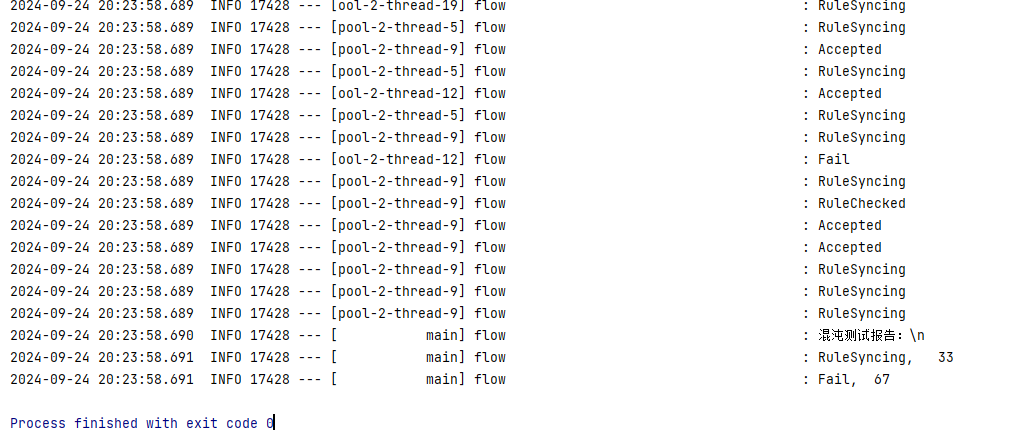 2024-09-24 20:23:58.689  INFO 17428 --- [ool-2-thread-19] flow                                     : RuleSyncing
2024-09-24 20:23:58.689  INFO 17428 --- [pool-2-thread-5] flow                                     : RuleSyncing
2024-09-24 20:23:58.689  INFO 17428 --- [pool-2-thread-9] flow                                     : Accepted
2024-09-24 20:23:58.689  INFO 17428 --- [pool-2-thread-5] flow                                     : RuleSyncing
2024-09-24 20:23:58.689  INFO 17428 --- [ool-2-thread-12] flow                                     : Accepted
2024-09-24 20:23:58.689  INFO 17428 --- [pool-2-thread-5] flow                                     : RuleSyncing
2024-09-24 20:23:58.689  INFO 17428 --- [pool-2-thread-9] flow                                     : RuleSyncing
2024-09-24 20:23:58.689  INFO 17428 --- [ool-2-thread-12] flow                                     : Fail
2024-09-24 20:23:58.689  INFO 17428 --- [pool-2-thread-9] flow                                     : RuleSyncing
2024-09-24 20:23:58.689  INFO 17428 --- [pool-2-thread-9] flow                                     : RuleChecked
2024-09-24 20:23:58.689  INFO 17428 --- [pool-2-thread-9] flow                                     : Accepted
2024-09-24 20:23:58.689  INFO 17428 --- [pool-2-thread-9] flow                                     : Accepted
2024-09-24 20:23:58.689  INFO 17428 --- [pool-2-thread-9] flow                                     : RuleSyncing
2024-09-24 20:23:58.689  INFO 17428 --- [pool-2-thread-9] flow                                     : RuleSyncing
2024-09-24 20:23:58.689  INFO 17428 --- [pool-2-thread-9] flow                                     : RuleSyncing
2024-09-24 20:23:58.690  INFO 17428 --- [           main] flow                                     : 混沌测试报告：\n
2024-09-24 20:23:58.691  INFO 17428 --- [           main] flow                                     : RuleSyncing,   33
2024-09-24 20:23:58.691  INFO 17428 --- [           main] flow                                     : Fail,  67
Process finished with exit code 0